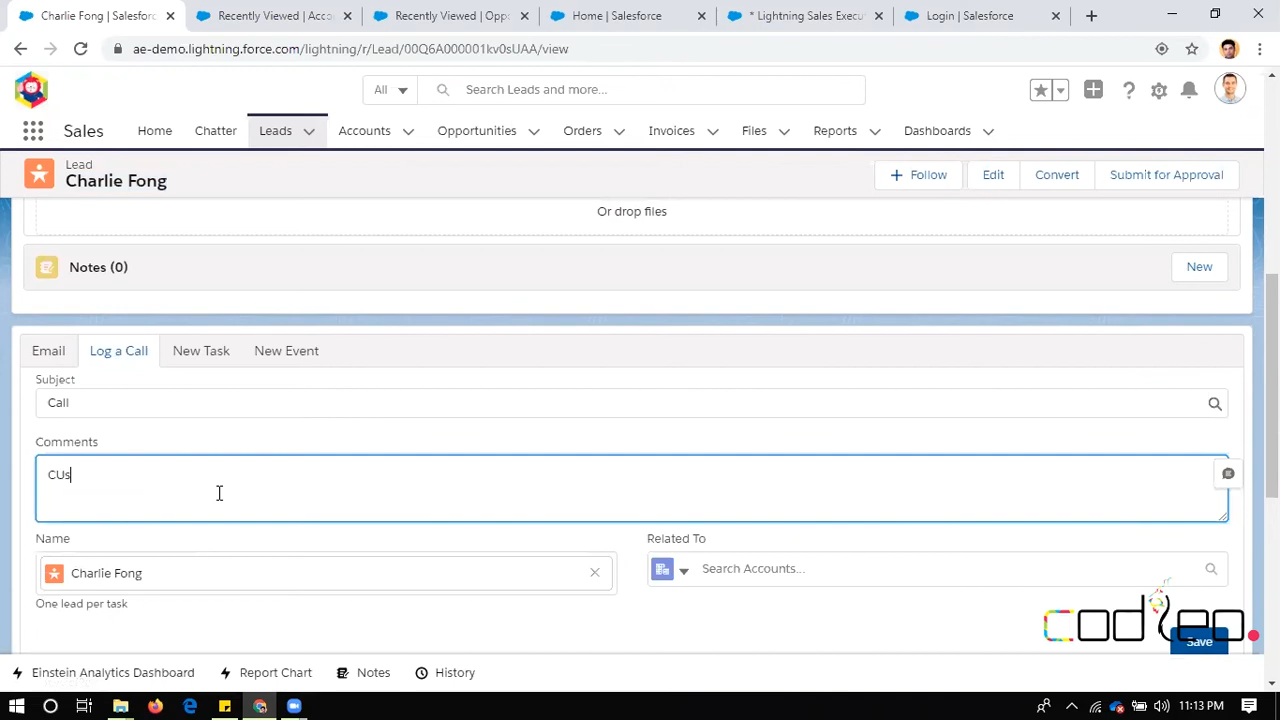 Charlie Fong | Salesfor
Recently Viewed | Acco
Recently Viewed | Oppo
Home | Salesforce
* Lightning Sales Execu
Login | Salesforce
ae-demo.lightning.force.com/lightning/r/Lead/00Q6A000001kv0sUAA/view
All
Search Leads and more...
Sales
Home
Chatter
Leads
Accounts
Opportunities
Orders
Invoices
Files
Reports
Dashboards
Lead
Charlie Fong
+ Follow
Edit
Convert
Submit for Approval
Or drop files
Notes (0)
New
Email
Log a Call
New Task
New Event
Subject
Call
Comments
CUs
Name
Related To
Charlie Fong
Search Accounts...
One lead per task
codleo.
Save
Einstein Analytics Dashboard
Report Chart
Notes
History
11:13 PM